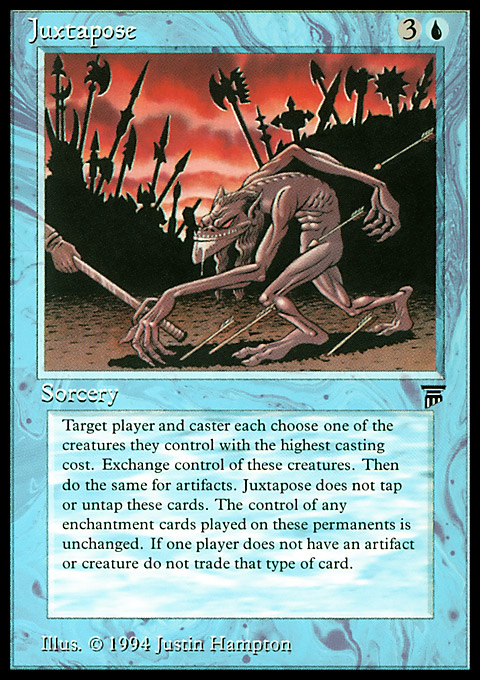 Juxtapose 3
Sorcery
Target player and caster each choose one of the
creatures they control with the highest casting
cost. Exchange control of these creatures. Then
do the same for artifacts. Juxtapose does not tap
or untap these cards. The control of any
enchantment cards played on these permanents is
unchanged. If one player does not have an artifact
or creature do not trade that type of card.
Illus. © 1994 Justin Hampton